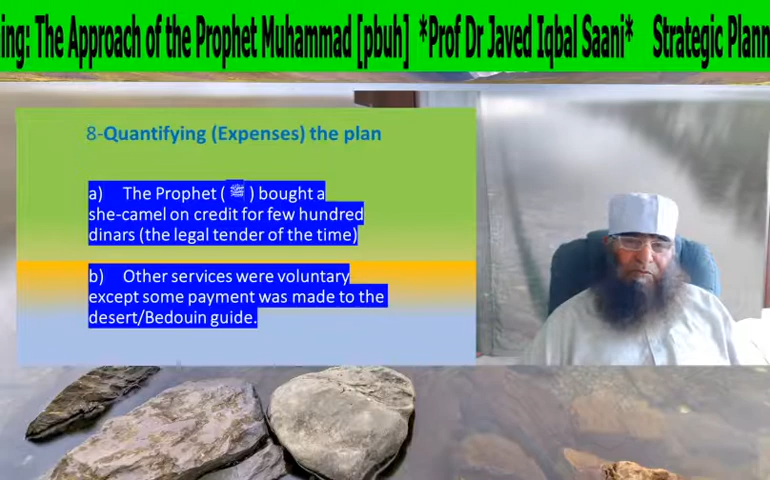 ing: The Approach of the Prophet Muhammad [pbuh] *Prof Dr Javed Iqbal Saani* Strategic Plann
8-Quantifying (Expenses) the plan
a) The Prophet ( ﷺ ) bought a
she-camel on credit for few hundred
dinars (the legal tender of the time)
b) Other services were voluntary
except some payment was made to the
desert/Bedouin guide.